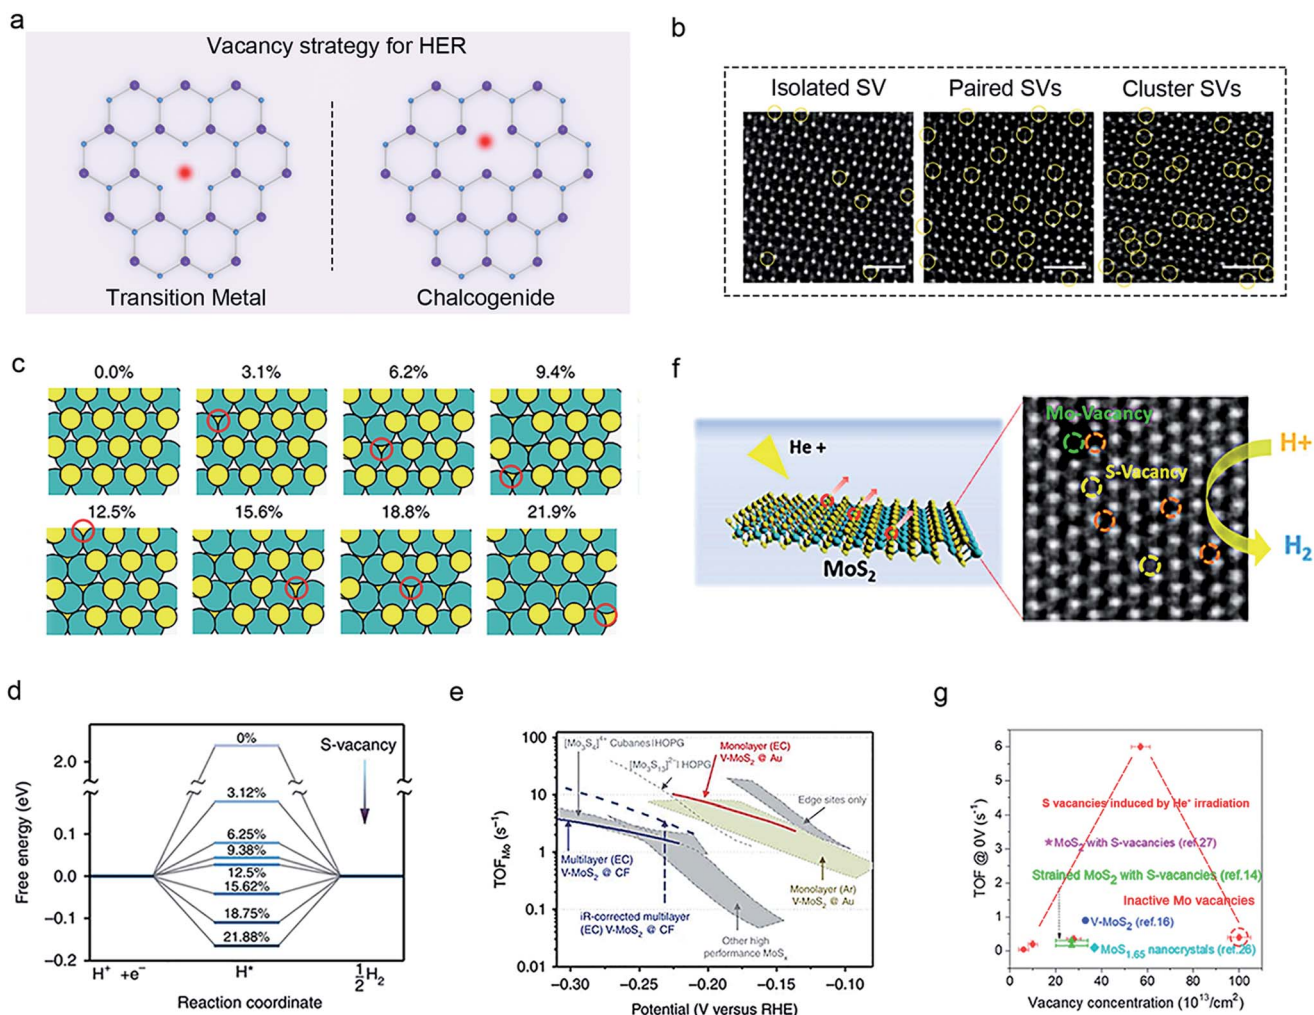 a
Vacancy strategy for HER
Transition Metal
Chalcogenide
b
Isolated SV
Paired SVs
Cluster SVs
c
0.0%
3.1%
6.2%
9.4%
12.5%
15.6%
18.8%
21.9%
f
He +
MoS₂
Mo-Vacancy
S-Vacancy
H+
H₂
d
Free energy (eV)
2.0
0.1
0.0
−0.1
−0.2
0%
3.12%
6.25%
9.38%
12.5%
15.62%
18.75%
21.88%
S-vacancy
H⁺ +e⁻
H*
½H₂
Reaction coordinate
e
TOF_Mo (s⁻¹)
100
10
1
0.1
0.01
[Mo₃S₄]⁴⁺ Cubanes|HOPG
[Mo₃S₁₃]²⁻|HOPG
Monolayer (EC)
V-MoS₂ @ Au
Edge sites only
Multilayer (EC)
V-MoS₂ @ CF
Monolayer (Ar)
V-MoS₂ @ Au
iR-corrected multilayer
(EC) V-MoS₂ @ CF
Other high
performance MoSₓ
−0.30
−0.25
−0.20
−0.15
−0.10
Potential (V versus RHE)
g
TOF @ 0V (s⁻¹)
6
5
4
3
2
1
0
S vacancies induced by He⁺ irradiation
MoS₂ with S-vacancies (ref.27)
Strained MoS₂ with S-vacancies (ref.14)
Inactive Mo vacancies
V-MoS₂ (ref.16)
MoS₁.₆₅ nanocrystals (ref.26)
0
20
40
60
80
100
Vacancy concentration (10¹³/cm²)